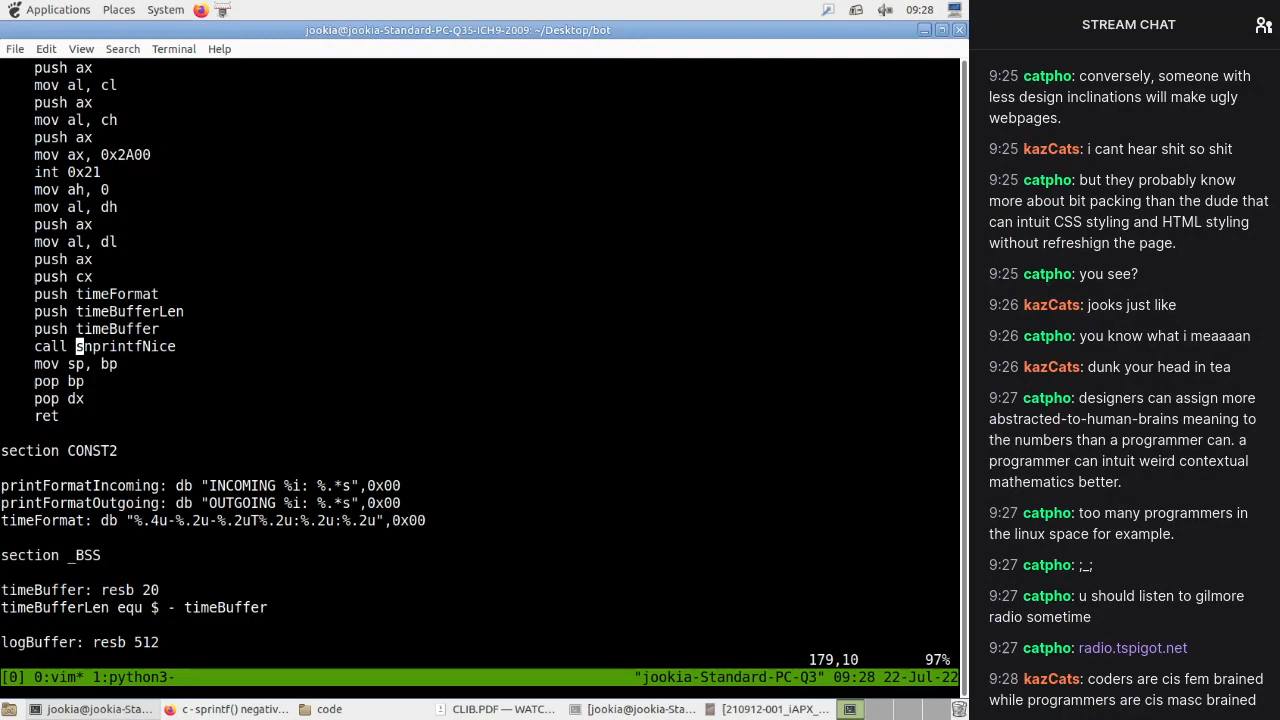 Applications Places System 09:28
jookia@jookia-Standard-PC-Q35-ICH9-2009: ~/Desktop/bot
File Edit View Search Terminal Help
push ax
mov al, cl
push ax
mov al, ch
push ax
mov ax, 0x2A00
int 0x21
mov ah, 0
mov al, dh
push ax
mov al, dl
push ax
push cx
push timeFormat
push timeBufferLen
push timeBuffer
call snprintfNice
mov sp, bp
pop bp
pop dx
ret
section CONST2
printFormatIncoming: db "INCOMING %i: %.*s",0x00
printFormatOutgoing: db "OUTGOING %i: %.*s",0x00
timeFormat: db "%.4u-%.2u-%.2uT%.2u:%.2u:%.2u",0x00
section _BSS
timeBuffer: resb 20
timeBufferLen equ $ - timeBuffer
logBuffer: resb 512
179,10 97%
[0] 0:vim* 1:python3- "jookia-Standard-PC-Q3" 09:28 22-Jul-22
jookia@jookia-Sta... c - sprintf() negativ... code CLIB.PDF — WATC... [jookia@jookia-Sta... [210912-001_iAPX_...
STREAM CHAT
9:25 catpho: conversely, someone with
less design inclinations will make ugly
webpages.
9:25 kazCats: i cant hear shit so shit
9:25 catpho: but they probably know
more about bit packing than the dude that
can intuit CSS styling and HTML styling
without refreshign the page.
9:25 catpho: you see?
9:26 kazCats: jooks just like
9:26 catpho: you know what i meaaaan
9:26 kazCats: dunk your head in tea
9:27 catpho: designers can assign more
abstracted-to-human-brains meaning to
the numbers than a programmer can. a
programmer can intuit weird contextual
mathematics better.
9:27 catpho: too many programmers in
the linux space for example.
9:27 catpho: ;_;
9:27 catpho: u should listen to gilmore
radio sometime
9:27 catpho: radio.tspigot.net
9:28 kazCats: coders are cis fem brained
while programmers are cis masc brained